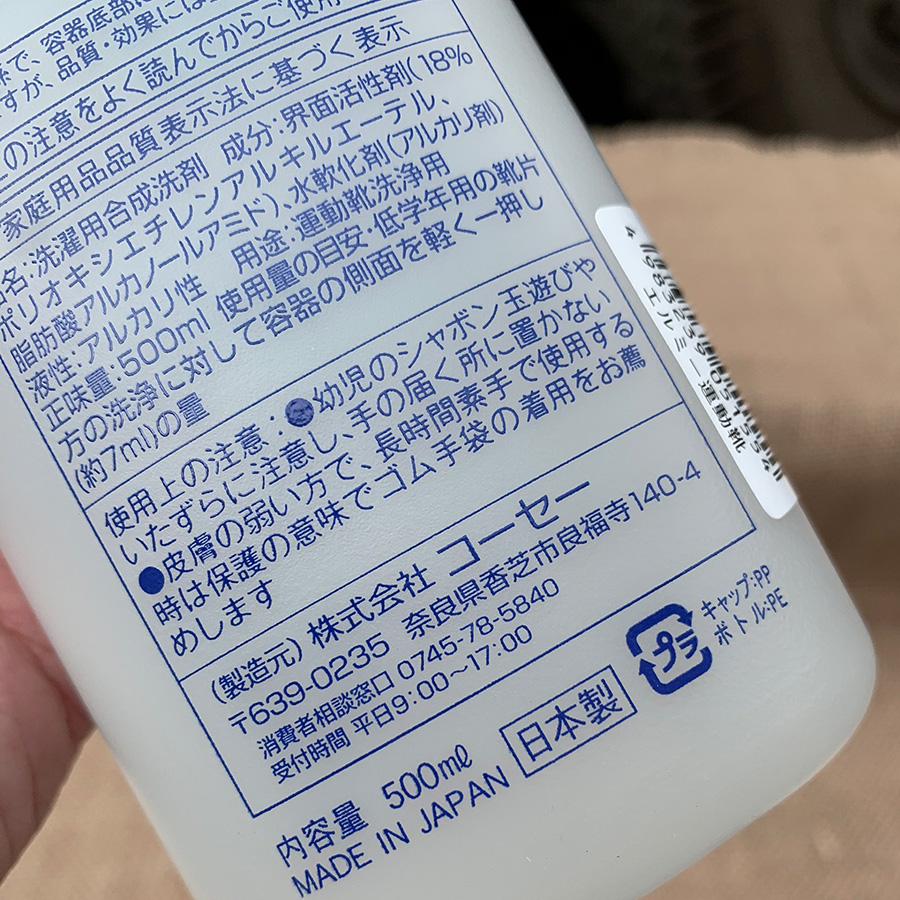 で、容器底部に
すが、品質・効果には
の注意をよく読んでからご使用
家庭用品品質表示法に基づく表示
名:洗濯用合成洗剤 成分:界面活性剤(18%
ポリオキシエチレンアルキルエーテル、
脂肪酸アルカノールアミド)、水軟化剤(アルカリ剤)
液性:アルカリ性 用途:運動靴洗浄用
正味量:500ml 使用量の目安・低学年用の靴片
方の洗浄に対して容器の側面を軽く一押し
(約7ml)の量
使用上の注意:●幼児のシャボン玉遊びや
いたずらに注意し、手の届く所に置かない
●皮膚の弱い方で、長時間素手で使用する
時は保護の意味でゴム手袋の着用をお薦
めします
(製造元)株式会社 コーセー
〒639-0235 奈良県香芝市良福寺140-4
消費者相談窓口 0745-78-5840
受付時間 平日9:00〜17:00
内容量 500ml
日本製
MADE IN JAPAN
プラ
キャップ:PP
ボトル:PE
エルミー運動靴